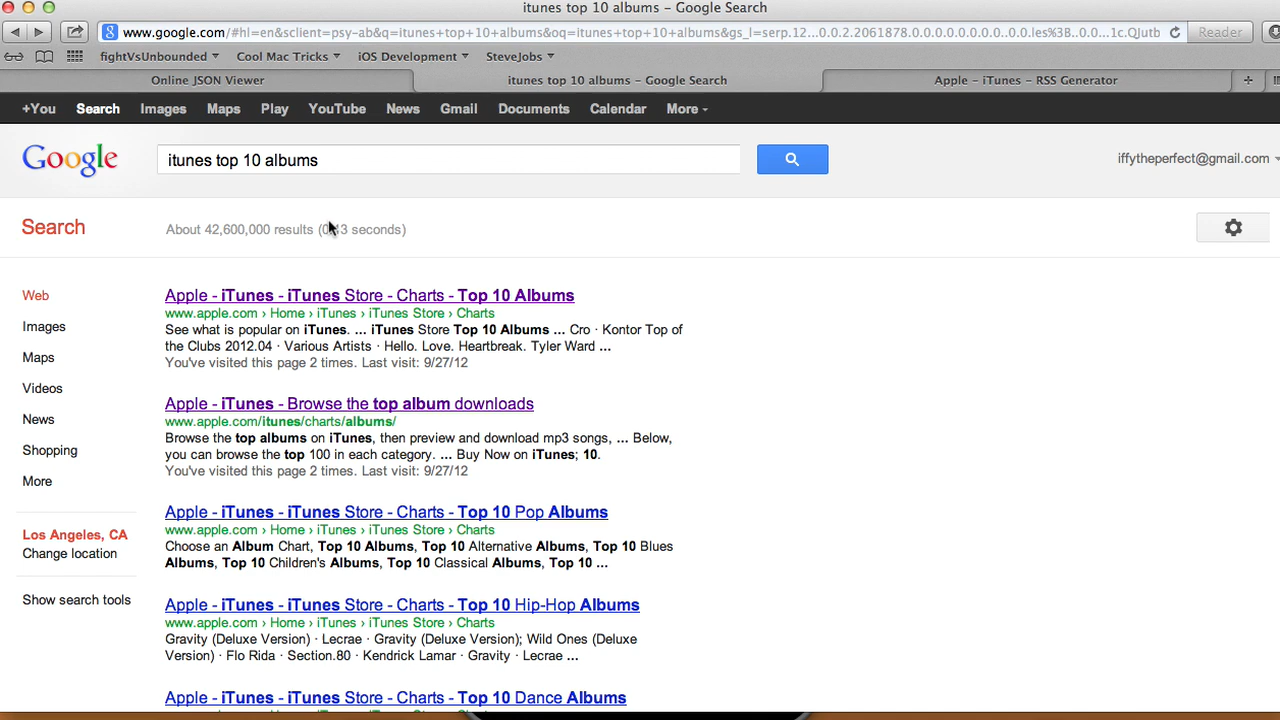 itunes top 10 albums – Google Search
www.google.com/#hl=en&sclient=psy-ab&q=itunes+top+10+albums&oq=itunes+top+10+albums&gs_l=serp.12...0.0.2.2061878.0.0.0.0.0.0.0.0..0.0.les%3B..0.0...1c.QJutb
Reader
fightVsUnbounded Cool Mac Tricks iOS Development SteveJobs
Online JSON Viewer itunes top 10 albums – Google Search Apple – iTunes – RSS Generator
+You Search Images Maps Play YouTube News Gmail Documents Calendar More
Google itunes top 10 albums iffytheperfect@gmail.com
Search About 42,600,000 results seconds)
Web
Images
Maps
Videos
News
Shopping
More
Los Angeles, CA
Change location
Show search tools
Apple - iTunes - iTunes Store - Charts - Top 10 Albums
www.apple.com › Home › iTunes › iTunes Store › Charts
See what is popular on iTunes. ... iTunes Store Top 10 Albums ... Cro · Kontor Top of
the Clubs 2012.04 · Various Artists · Hello. Love. Heartbreak. Tyler Ward ...
You've visited this page 2 times. Last visit: 9/27/12
Apple - iTunes - Browse the top album downloads
www.apple.com/itunes/charts/albums/
Browse the top albums on iTunes, then preview and download mp3 songs, ... Below,
you can browse the top 100 in each category. ... Buy Now on iTunes; 10.
You've visited this page 2 times. Last visit: 9/27/12
Apple - iTunes - iTunes Store - Charts - Top 10 Pop Albums
www.apple.com › Home › iTunes › iTunes Store › Charts
Choose an Album Chart, Top 10 Albums, Top 10 Alternative Albums, Top 10 Blues
Albums, Top 10 Children's Albums, Top 10 Classical Albums, Top 10 ...
Apple - iTunes - iTunes Store - Charts - Top 10 Hip-Hop Albums
www.apple.com › Home › iTunes › iTunes Store › Charts
Gravity (Deluxe Version) · Lecrae · Gravity (Deluxe Version); Wild Ones (Deluxe
Version) · Flo Rida · Section.80 · Kendrick Lamar · Gravity · Lecrae ...
Apple - iTunes - iTunes Store - Charts - Top 10 Dance Albums